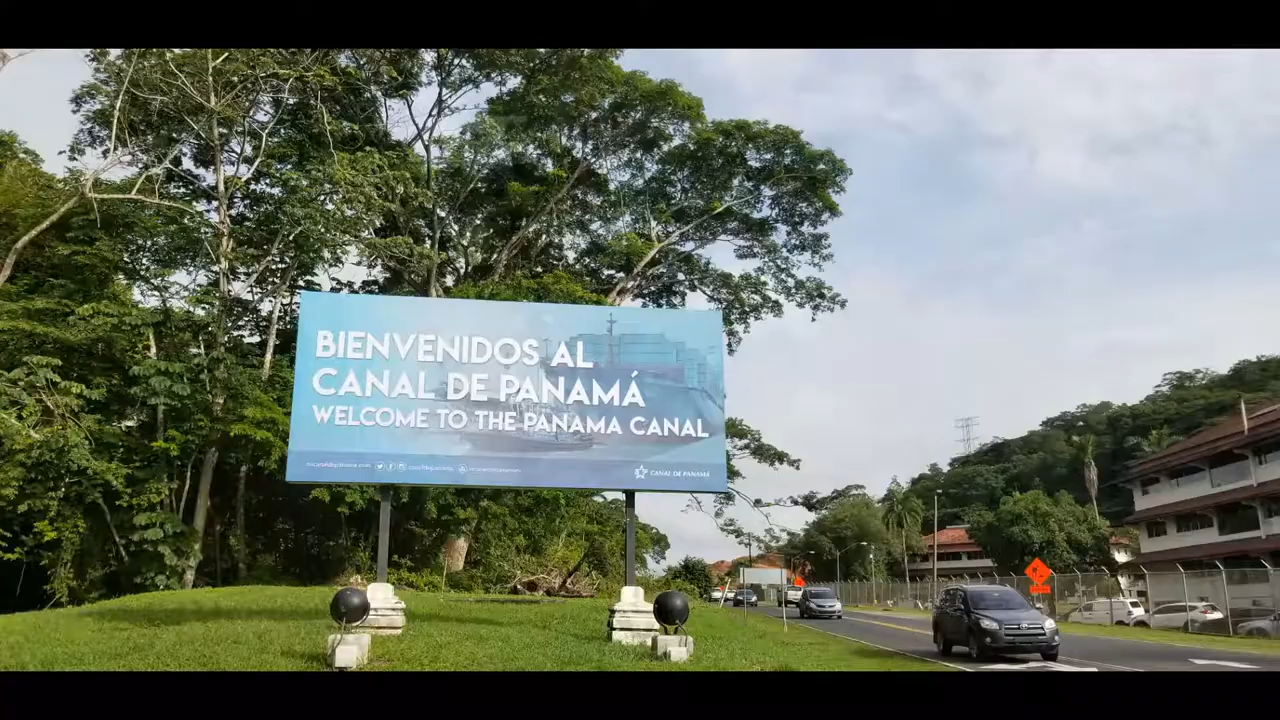 BIENVENIDOS AL
CANAL DE PANAMÁ
WELCOME TO THE PANAMA CANAL
CANAL DE PANAMÁ